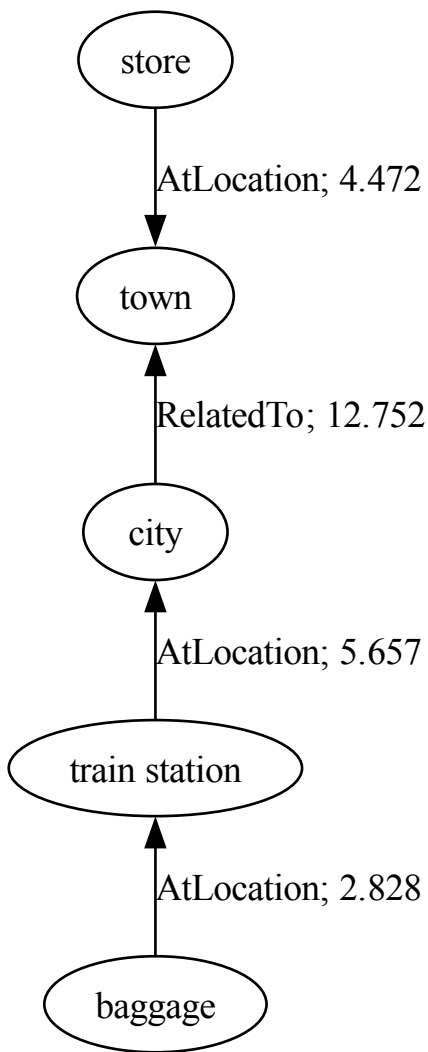 store
AtLocation; 4.472
town
RelatedTo; 12.752
city
AtLocation; 5.657
train station
AtLocation; 2.828
baggage